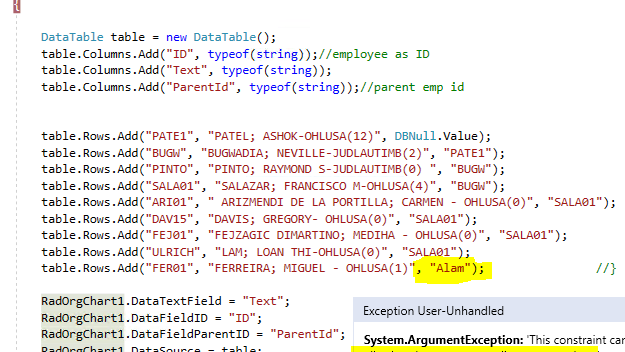 {
DataTable table = new DataTable();
table.Columns.Add("ID", typeof(string));//employee as ID
table.Columns.Add("Text", typeof(string));
table.Columns.Add("ParentId", typeof(string));//parent emp id
table.Rows.Add("PATE1", "PATEL; ASHOK-OHLUSA(12)", DBNull.Value);
table.Rows.Add("BUGW", "BUGWADIA; NEVILLE-JUDLAUTIMB(2)", "PATE1");
table.Rows.Add("PINTO", "PINTO; RAYMOND S-JUDLAUTIMB(0) ", "BUGW");
table.Rows.Add("SALA01", "SALAZAR; FRANCISCO M-OHLUSA(4)", "BUGW");
table.Rows.Add("ARI01", " ARIZMENDI DE LA PORTILLA; CARMEN - OHLUSA(0)", "SALA01");
table.Rows.Add("DAV15", "DAVIS; GREGORY- OHLUSA(0)", "SALA01");
table.Rows.Add("FEJ01", "FEJZAGIC DIMARTINO; MEDIHA - OHLUSA(0)", "SALA01");
table.Rows.Add("ULRICH", "LAM; LOAN THI-OHLUSA(0)", "SALA01");
table.Rows.Add("FER01", "FERREIRA; MIGUEL - OHLUSA(1)", "Alam"); //}
RadOrgChart1.DataTextField = "Text";
RadOrgChart1.DataFieldID = "ID";
RadOrgChart1.DataFieldParentID = "ParentId";
RadOrgChart1.DataSource = table;
Exception User-Unhandled
System.ArgumentException: 'This constraint can